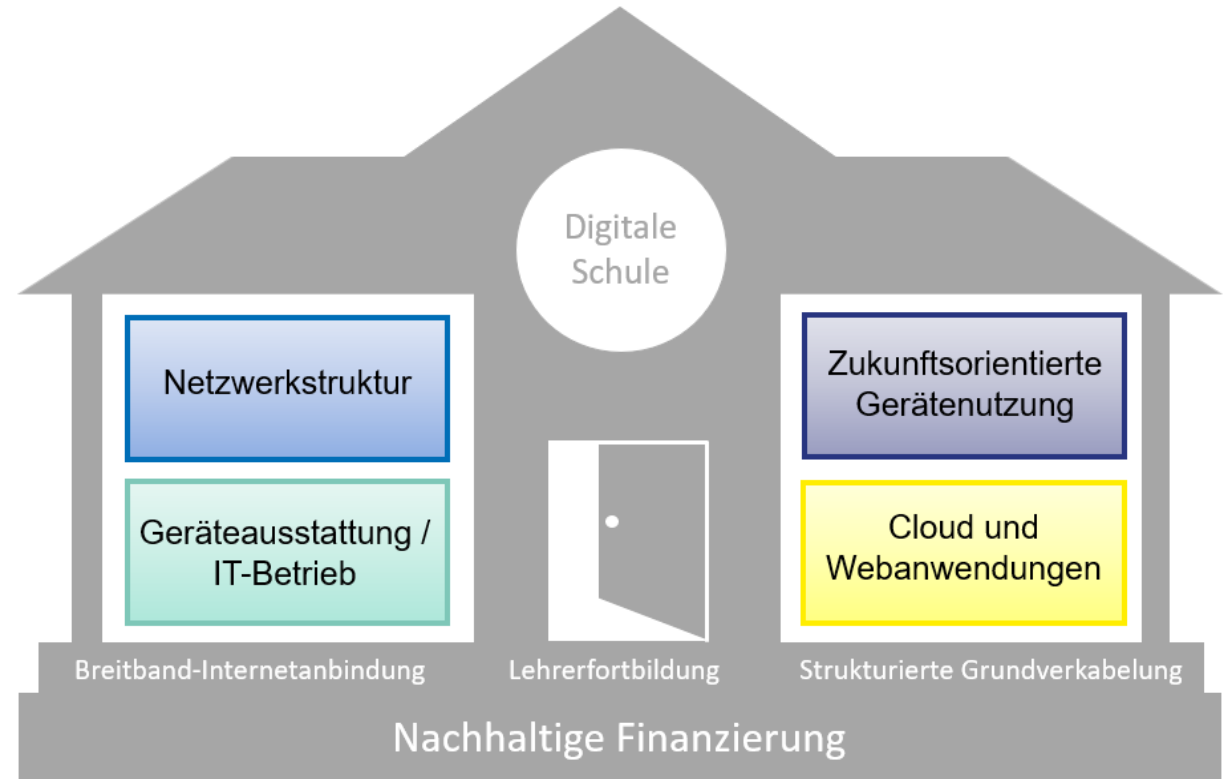 Digitale
Schule
Netzwerkstruktur
Geräteausstattung /
IT-Betrieb
Zukunftsorientierte
Gerätenutzung
Cloud und
Webanwendungen
Breitband-Internetanbindung
Lehrerfortbildung
Strukturierte Grundverkabelung
Nachhaltige Finanzierung